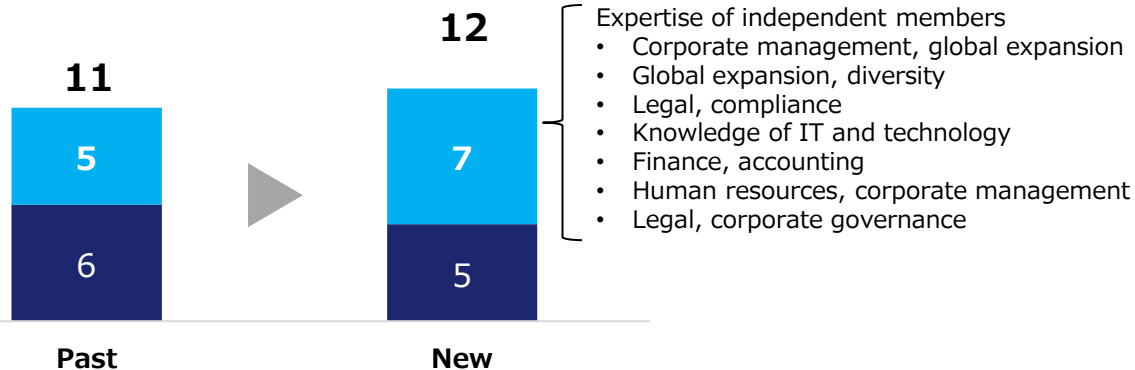 Expertise of independent members
• Corporate management, global expansion
• Global expansion, diversity
• Legal, compliance
• Knowledge of IT and technology
• Finance, accounting
• Human resources, corporate management
• Legal, corporate governance
11
5
6
Past
12
7
5
New